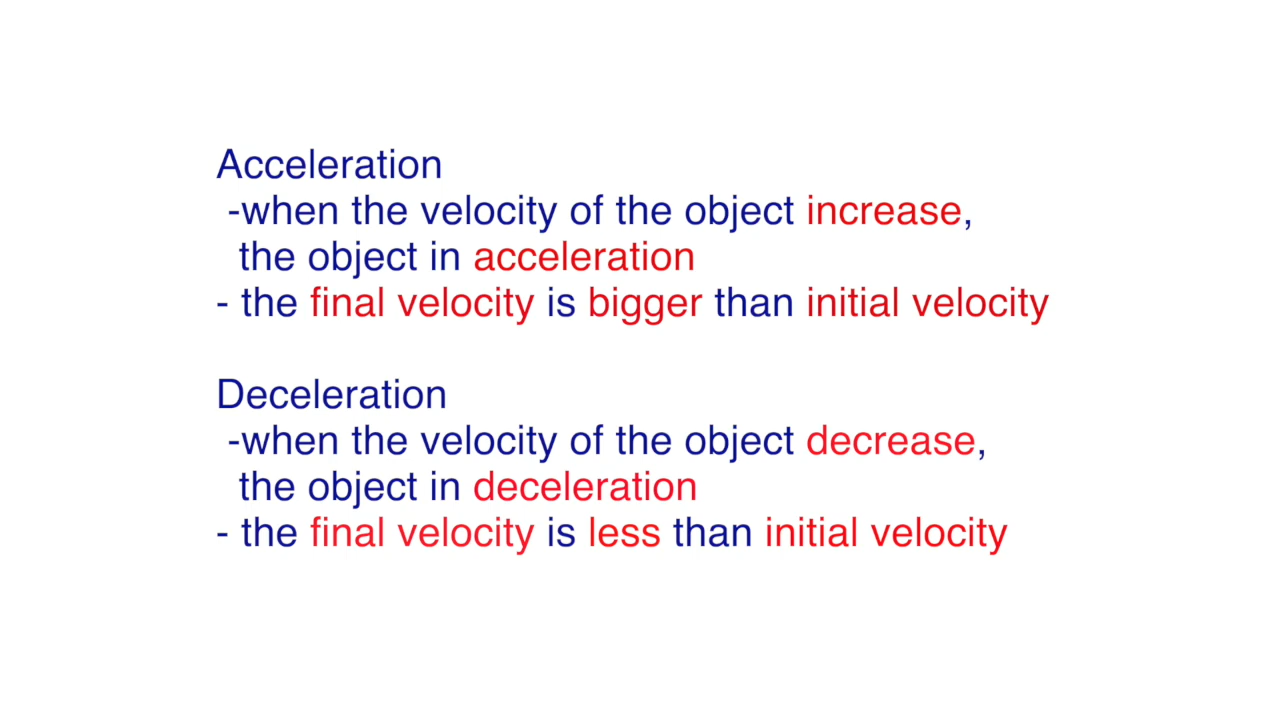 Acceleration
-when the velocity of the object increase,
the object in acceleration
- the final velocity is bigger than initial velocity
Deceleration
-when the velocity of the object decrease,
the object in deceleration
- the final velocity is less than initial velocity